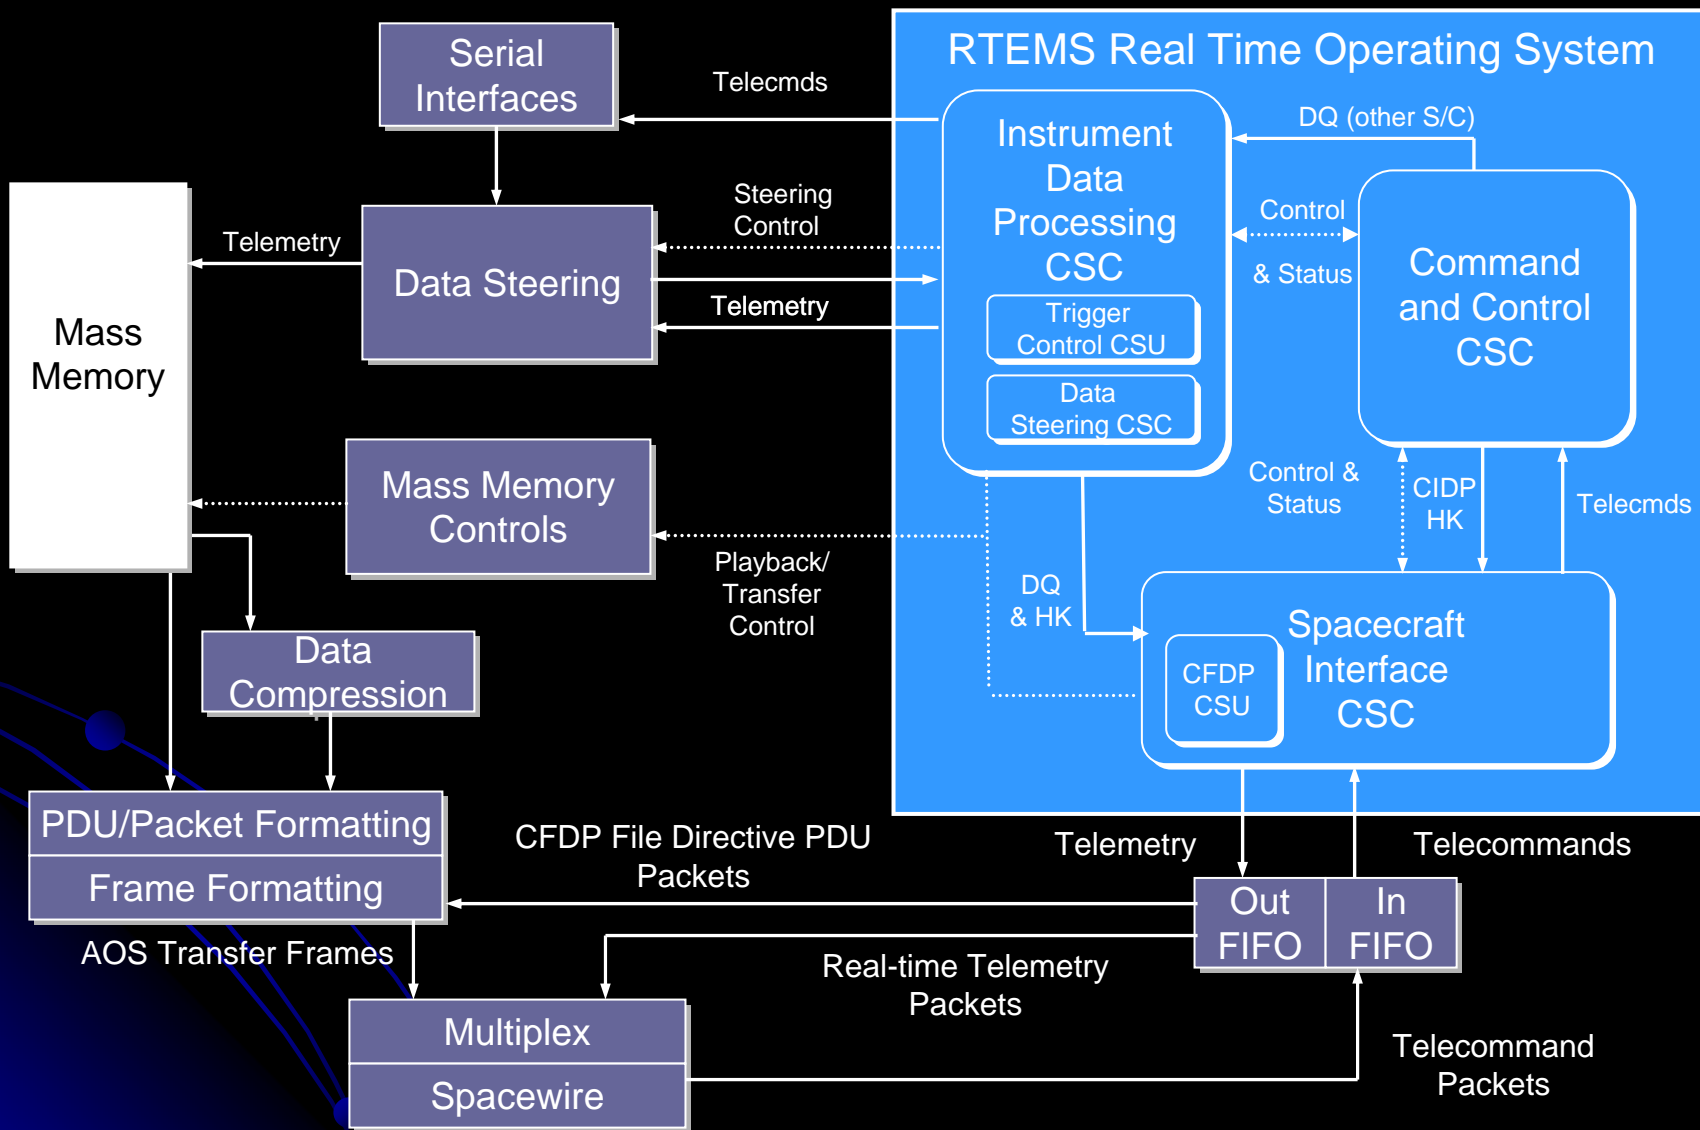 RTEMS Real Time Operating System
Serial
Interfaces
Telecmds
Instrument
Data
Processing
CSC
DQ (other S/C)
Steering
Control
Control
& Status
Command
and Control
CSC
Telemetry
Data Steering
Telemetry
Mass
Memory
Trigger
Control CSU
Data
Steering CSC
Mass Memory
Controls
Control &
Status
CIDP
HK
Telecmds
Playback/
Transfer
Control
DQ
& HK
Spacecraft
Interface
CSC
CFDP
CSU
Data
Compression
PDU/Packet Formatting
Frame Formatting
CFDP File Directive PDU
Packets
Telemetry
Telecommands
Out
FIFO
In
FIFO
AOS Transfer Frames
Real-time Telemetry
Packets
Multiplex
Spacewire
Telecommand
Packets